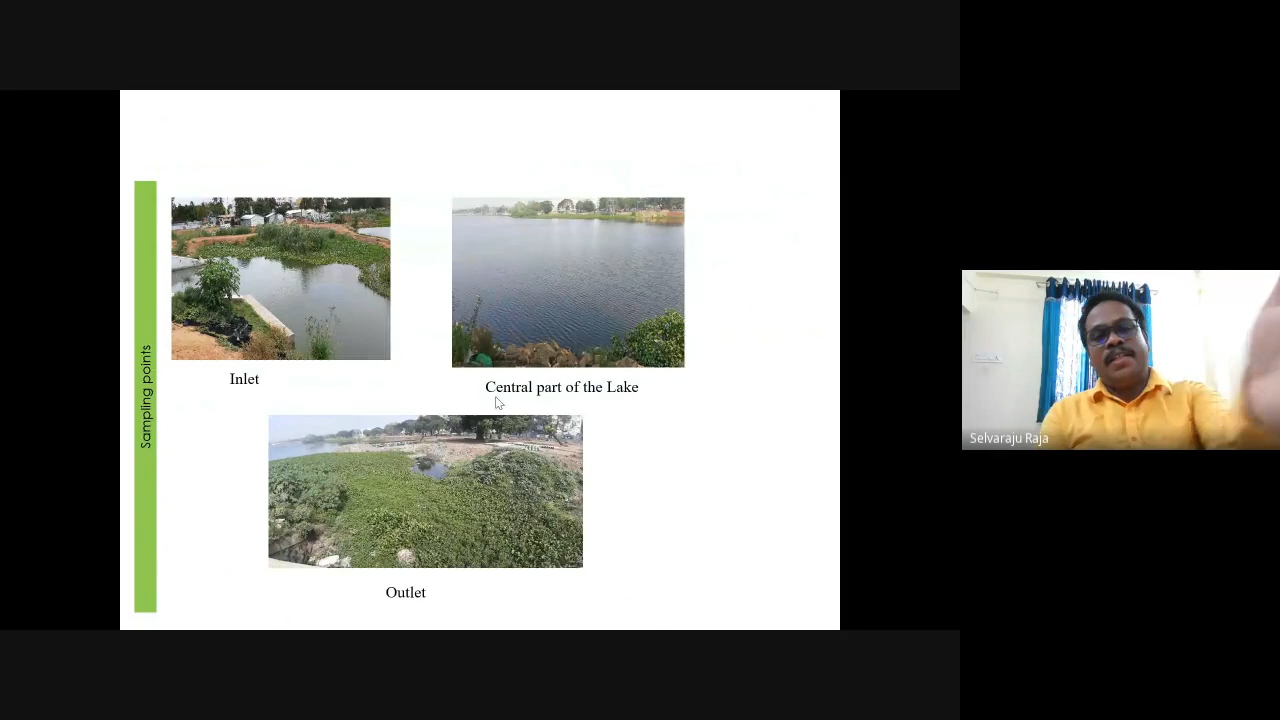 Sampling points
Inlet
Central part of the Lake
Outlet
Selvaraju Raja